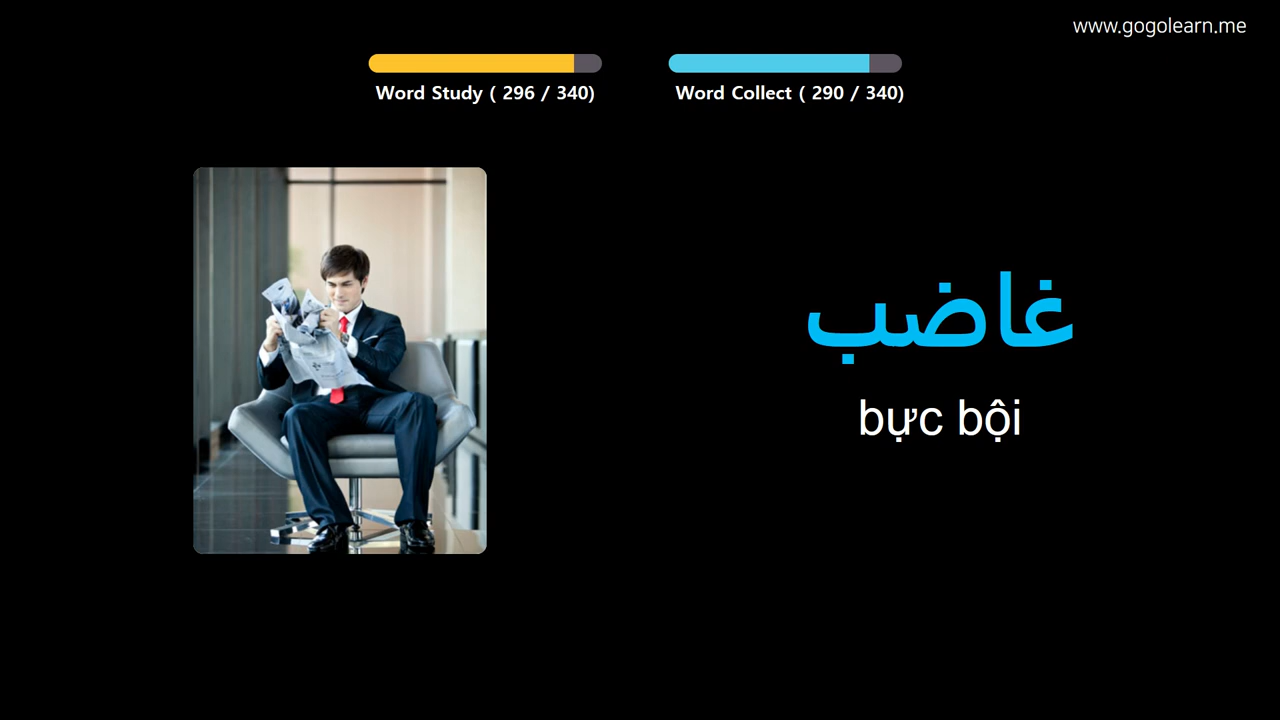 www.gogolearn.me
Word Study ( 296 / 340)
Word Collect ( 290 / 340)
غاضب
bực bội